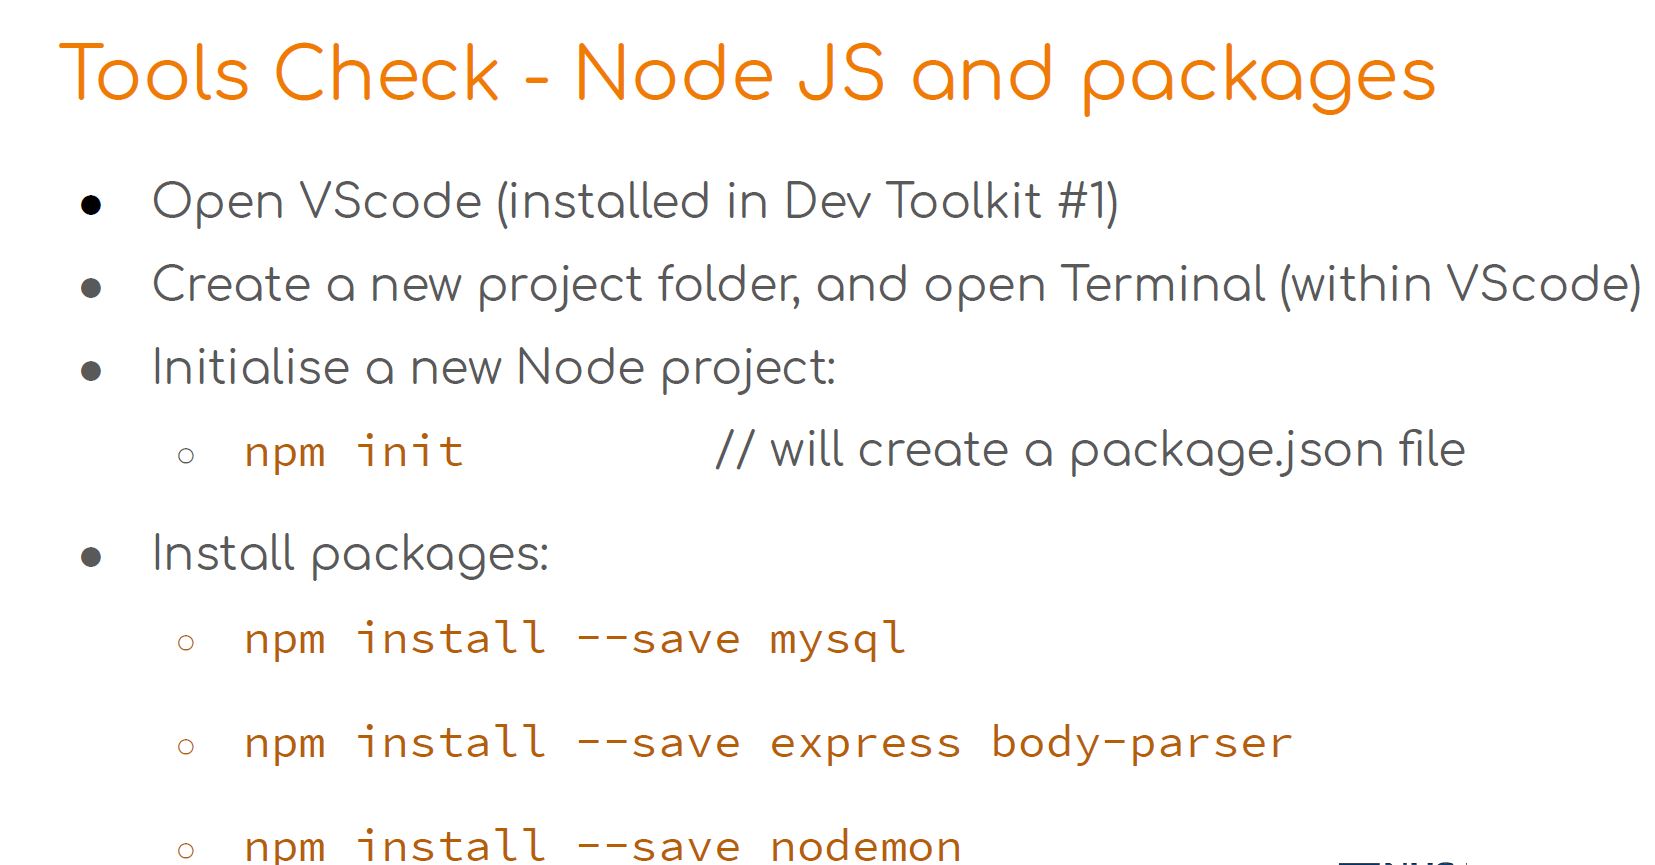 Tools Check - Node JS and packages
● Open VScode (installed in Dev Toolkit #1)
● Create a new project folder, and open Terminal (within VScode)
● Initialise a new Node project:
○ npm init // will create a package.json file
● Install packages:
○ npm install --save mysql
○ npm install --save express body-parser
○ npm install --save nodemon